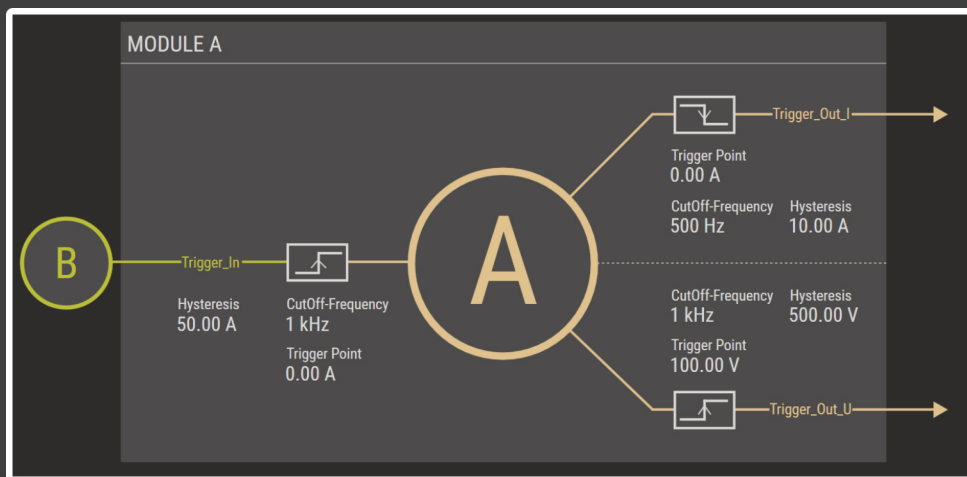 MODULE A
Trigger_Out_I
Trigger Point
0.00 A
CutOff-Frequency Hysteresis
500 Hz 10.00 A
B
Trigger_In
A
Hysteresis CutOff-Frequency
50.00 A 1 kHz
Trigger Point
0.00 A
CutOff-Frequency Hysteresis
1 kHz 500.00 V
Trigger Point
100.00 V
Trigger_Out_U